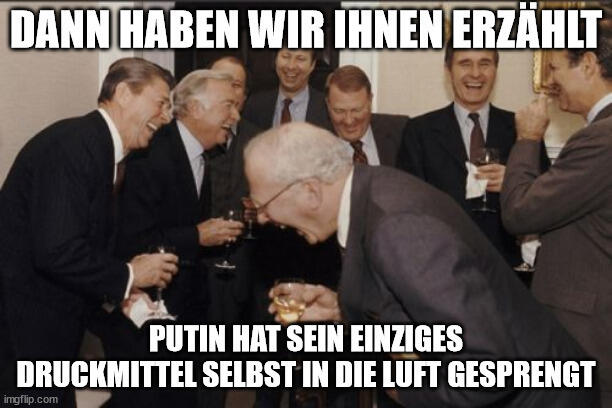 DANN HABEN WIR IHNEN ERZÄHLT
PUTIN HAT SEIN EINZIGES
DRUCKMITTEL SELBST IN DIE LUFT GESPRENGT
imgflip.com